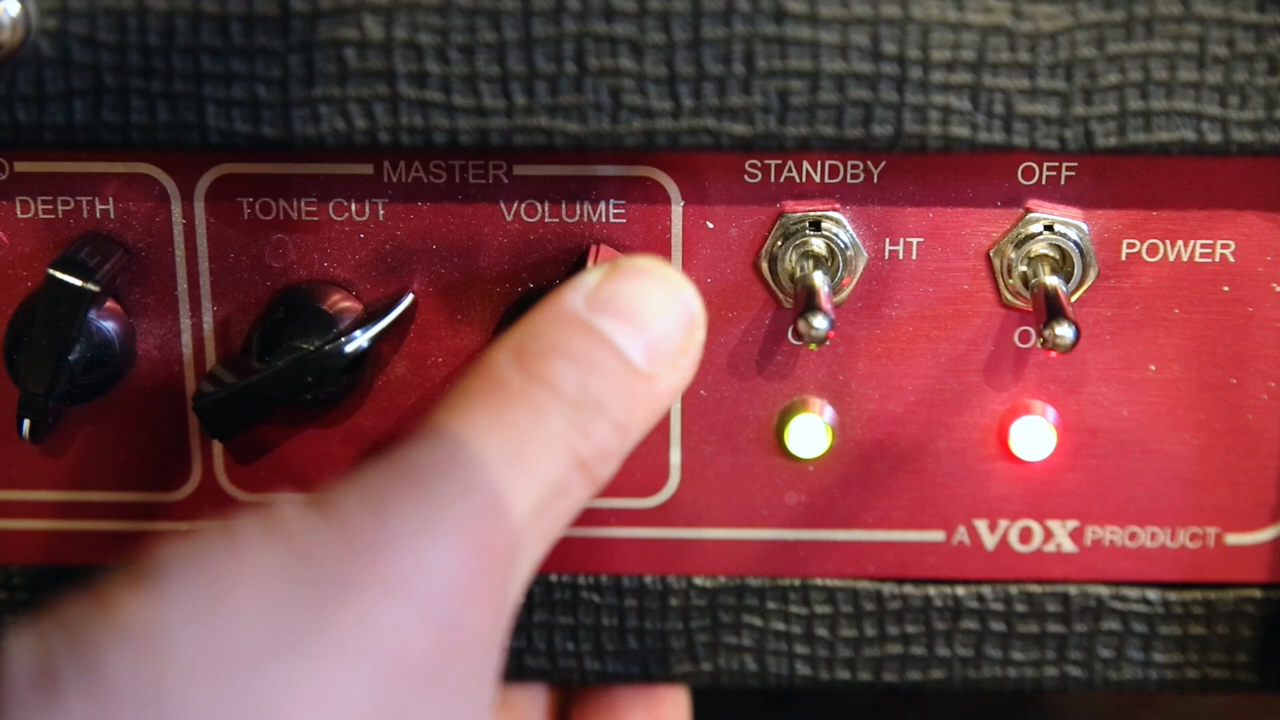 MASTER
DEPTH
TONE CUT
VOLUME
STANDBY
HT
OFF
POWER
A VOX PRODUCT